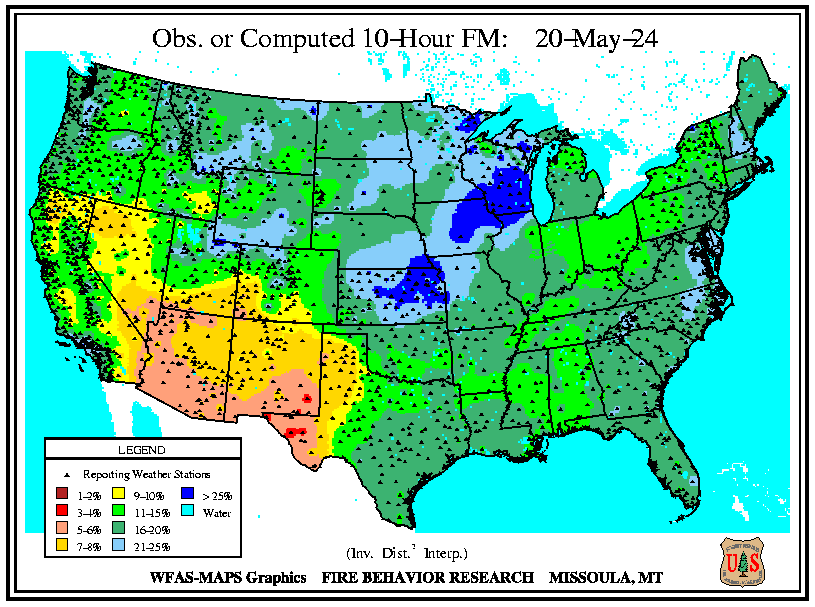 Obs. or Computed 10-Hour FM: 20-May-24
LEGEND
Reporting Weather Stations
1-2% 9-10% > 25%
3-4% 11-15% Water
5-6% 16-20%
7-8% 21-25%
(Inv. Dist.² Interp.)
WFAS-MAPS Graphics FIRE BEHAVIOR RESEARCH MISSOULA, MT
U S